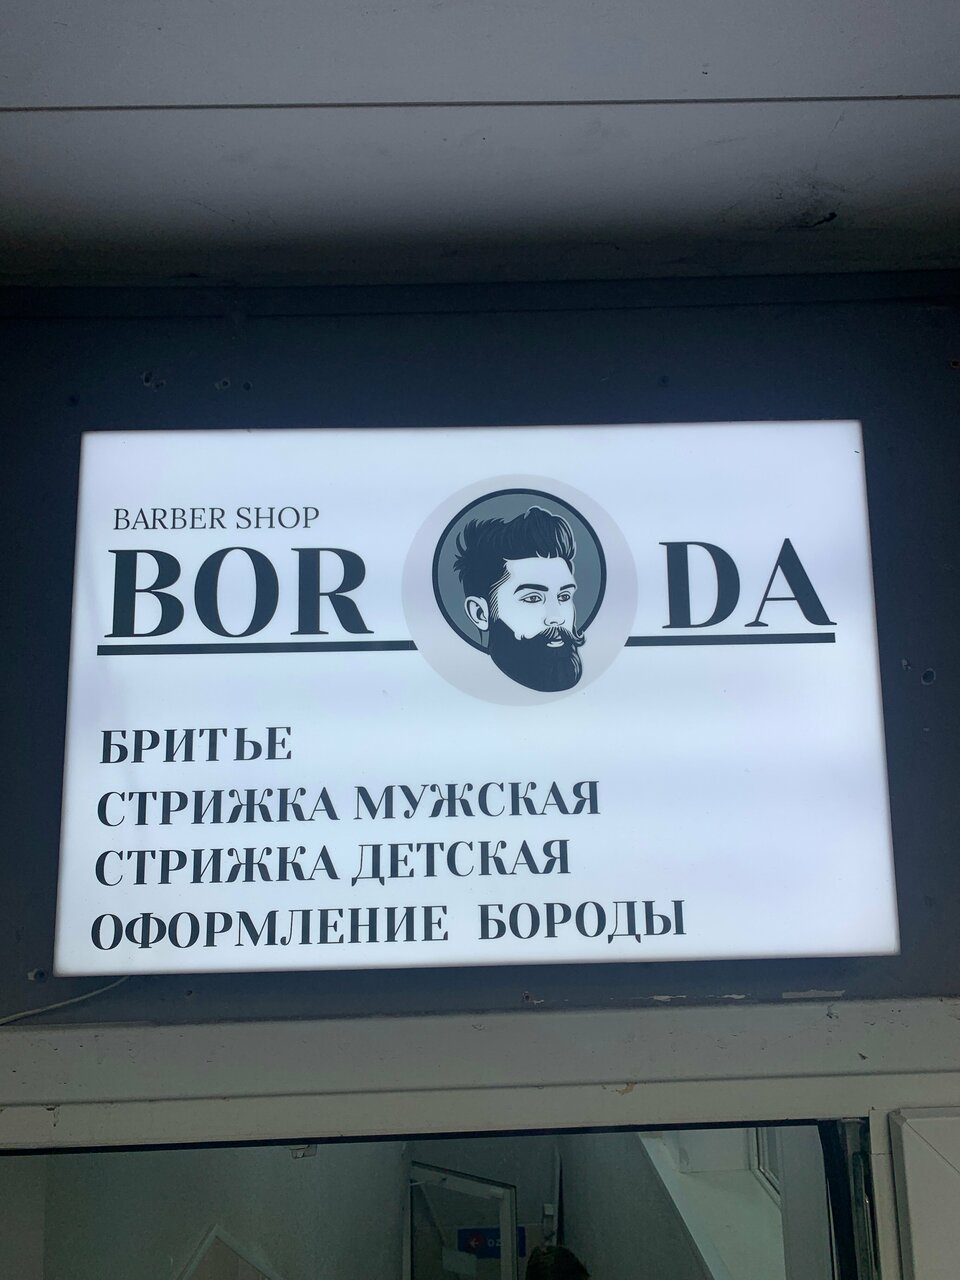 BARBER SHOP
BOR DA
БРИТЬЕ
СТРИЖКА МУЖСКАЯ
СТРИЖКА ДЕТСКАЯ
ОФОРМЛЕНИЕ БОРОДЫ